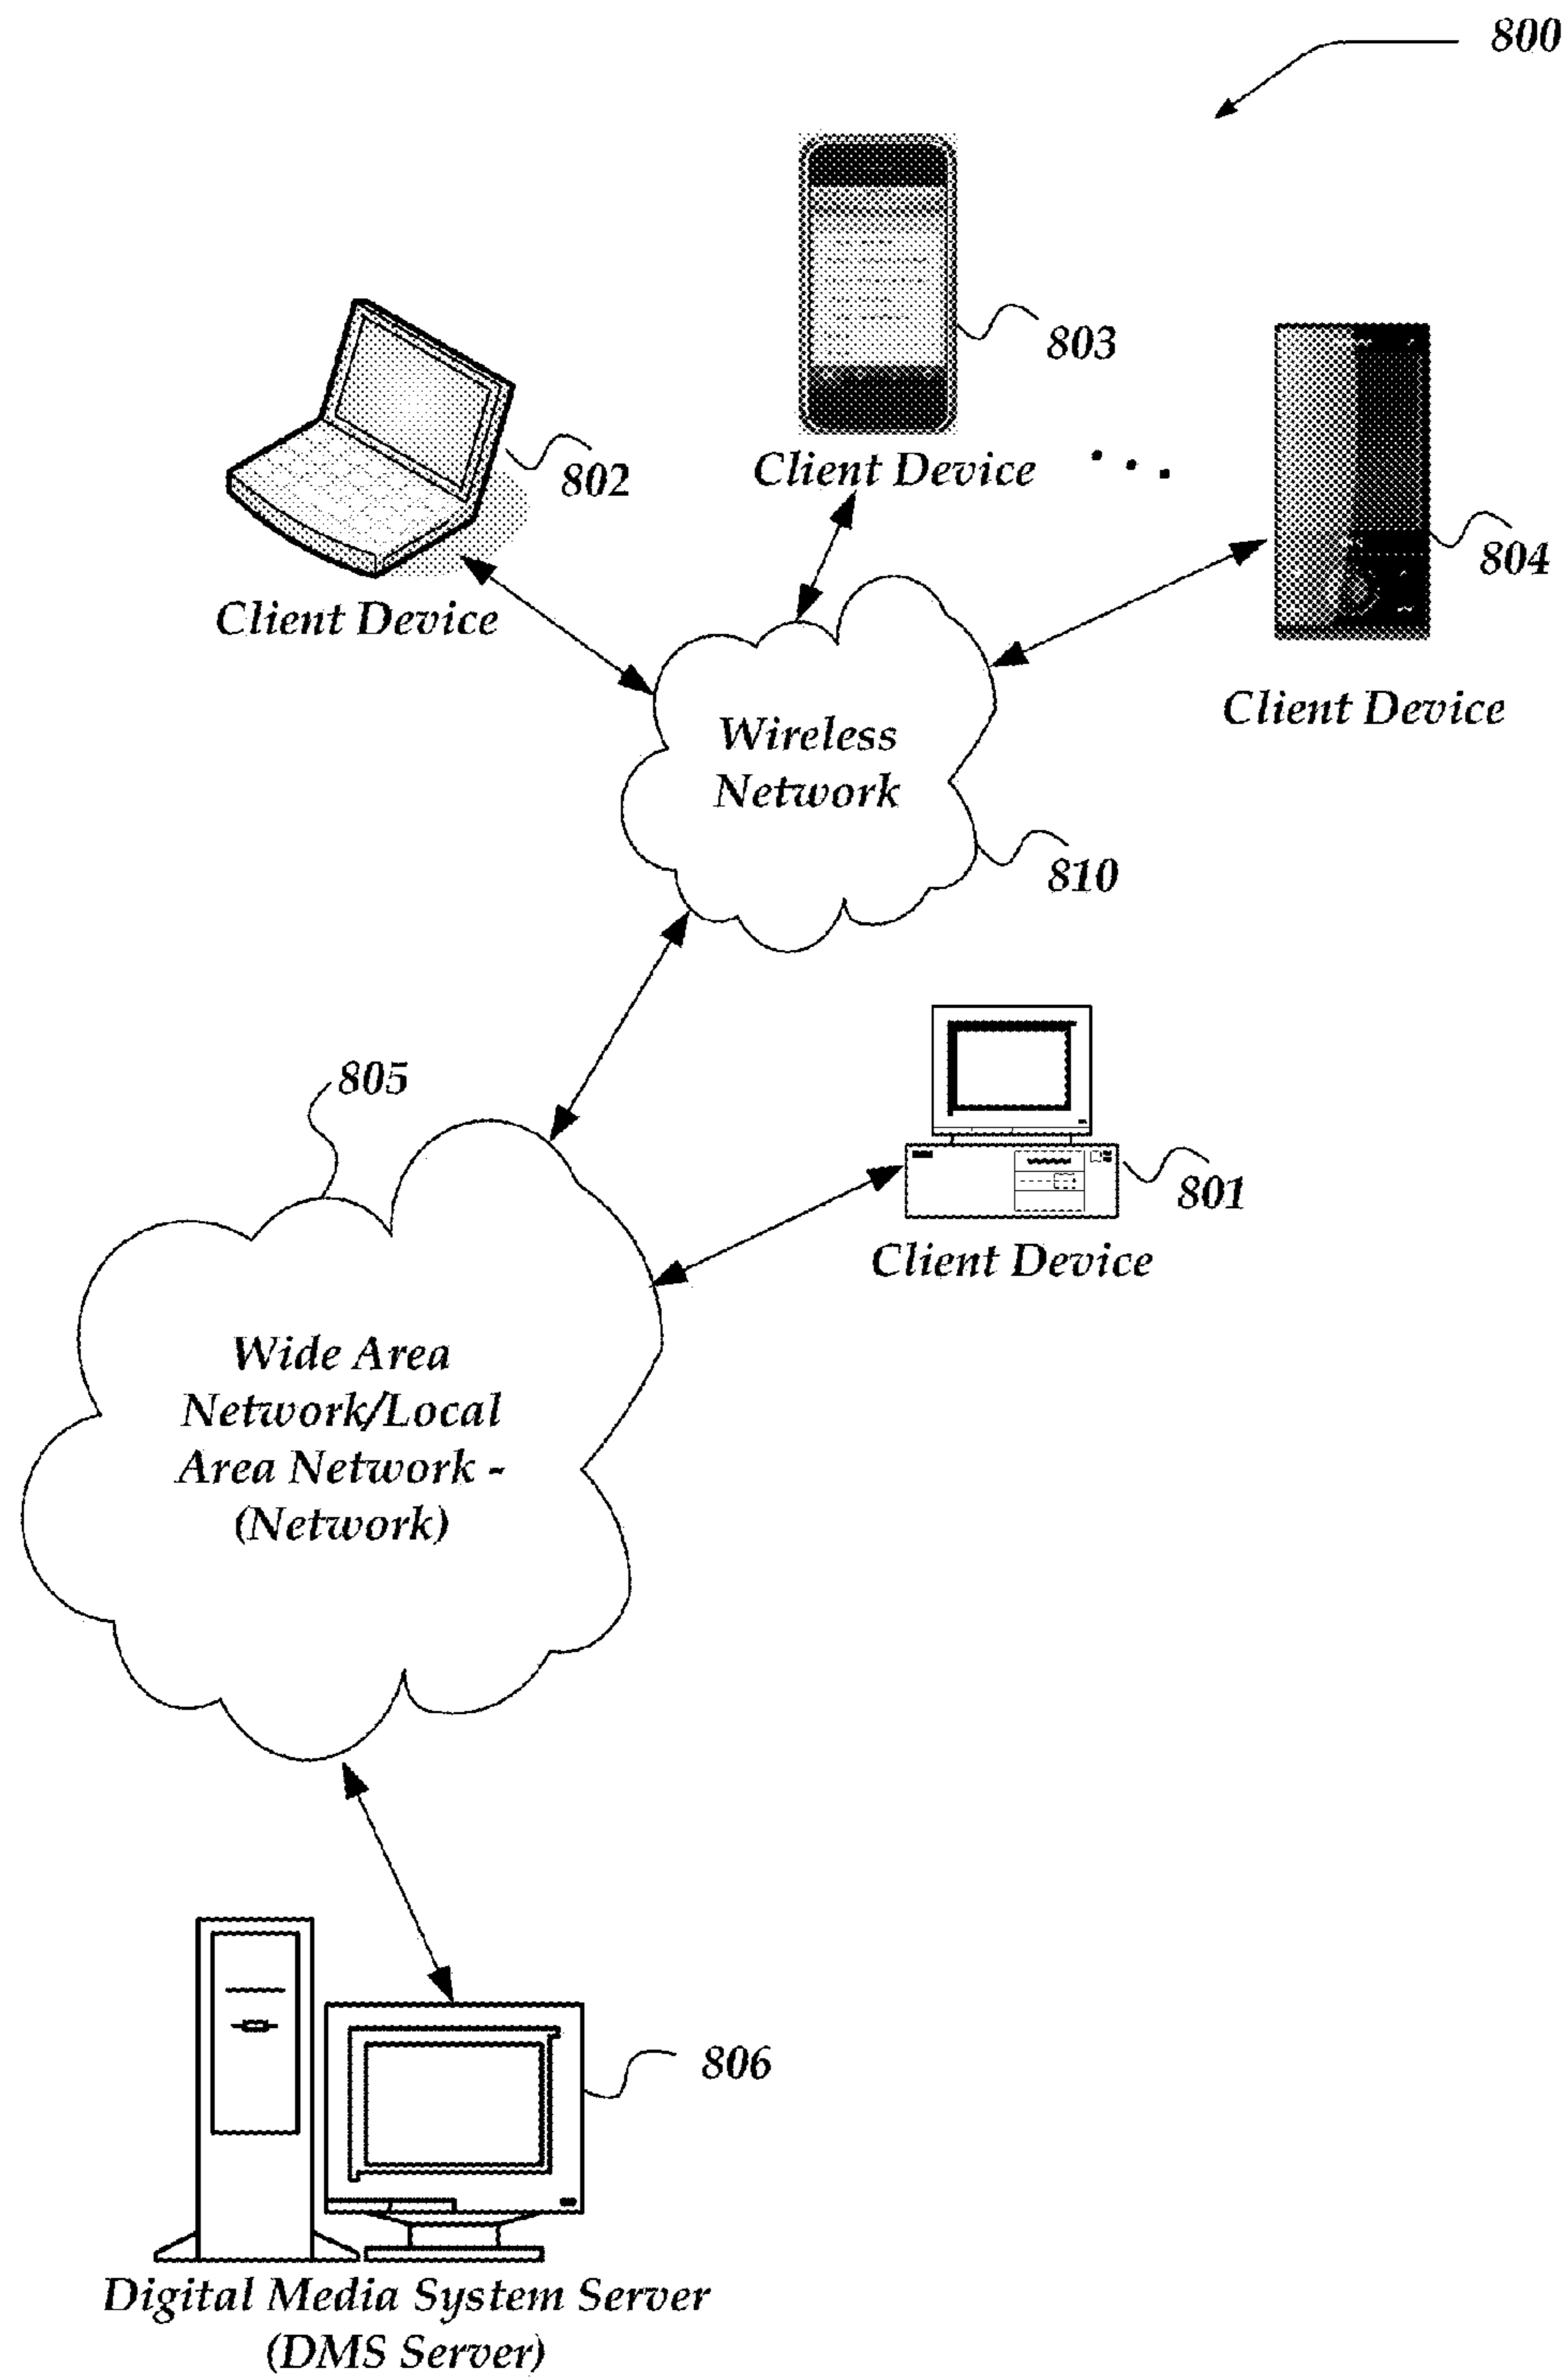 800
803
Client Device
802
Client Device
804
Client Device
Wireless
Network
810
805
801
Client Device
Wide Area
Network/Local
Area Network -
(Network)
806
Digital Media System Server
(DMS Server)